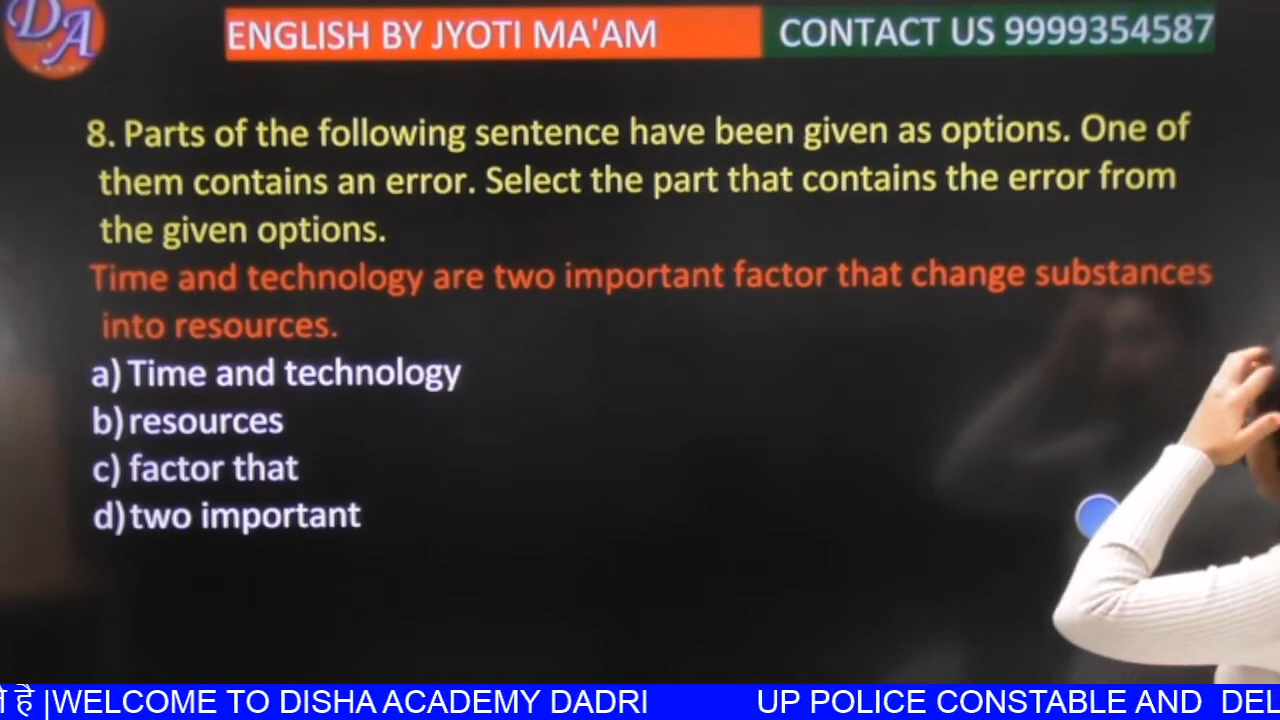 DA
ENGLISH BY JYOTI MA'AM
CONTACT US 9999354587
8. Parts of the following sentence have been given as options. One of
them contains an error. Select the part that contains the error from
the given options.
Time and technology are two important factor that change substances
into resources.
a) Time and technology
b) resources
c) factor that
d) two important
है |WELCOME TO DISHA ACADEMY DADRI UP POLICE CONSTABLE AND DEL